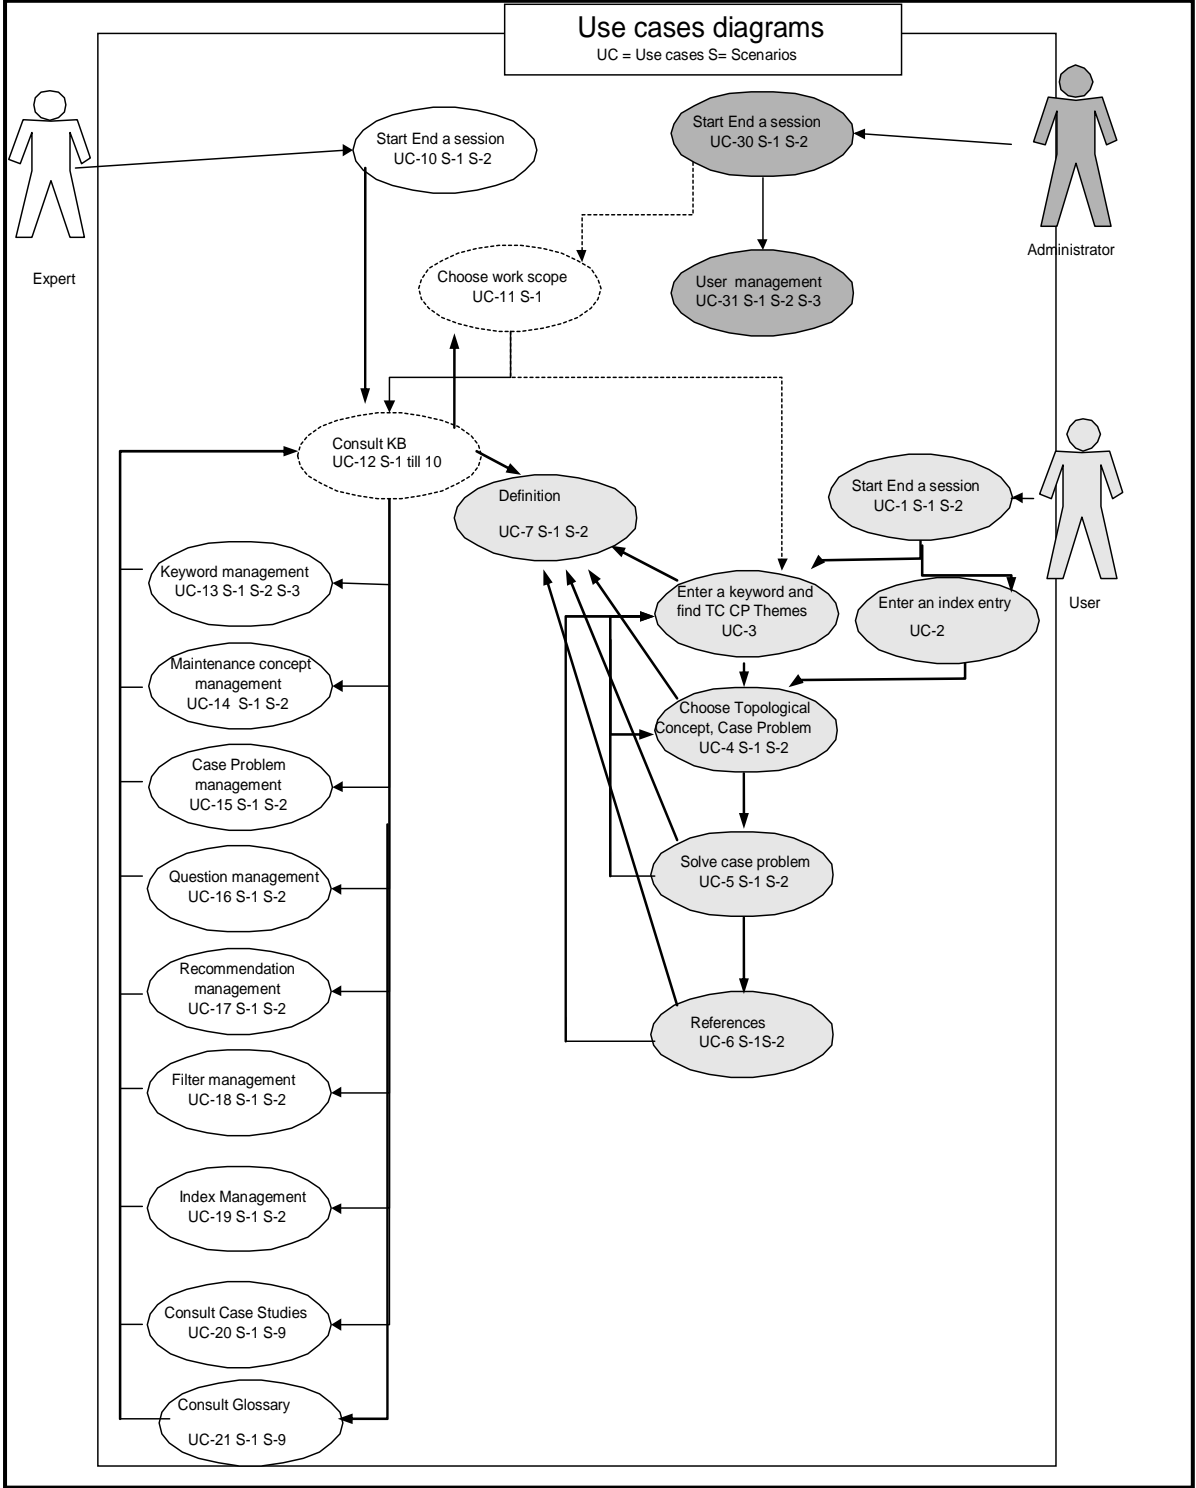 Use cases diagrams
UC = Use cases S= Scenarios
Start End a session
UC-10 S-1 S-2
Start End a session
UC-30 S-1 S-2
Administrator
Expert
Choose work scope
UC-11 S-1
User management
UC-31 S-1 S-2 S-3
Consult KB
UC-12 S-1 till 10
Definition
UC-7 S-1 S-2
Start End a session
UC-1 S-1 S-2
User
Keyword management
UC-13 S-1 S-2 S-3
Enter a keyword and
find TC CP Themes
UC-3
Enter an index entry
UC-2
Maintenance concept
management
UC-14 S-1 S-2
Choose Topological
Concept, Case Problem
UC-4 S-1 S-2
Case Problem
management
UC-15 S-1 S-2
Question management
UC-16 S-1 S-2
Solve case problem
UC-5 S-1 S-2
Recommendation
management
UC-17 S-1 S-2
References
UC-6 S-1S-2
Filter management
UC-18 S-1 S-2
Index Management
UC-19 S-1 S-2
Consult Case Studies
UC-20 S-1 S-9
Consult Glossary
UC-21 S-1 S-9